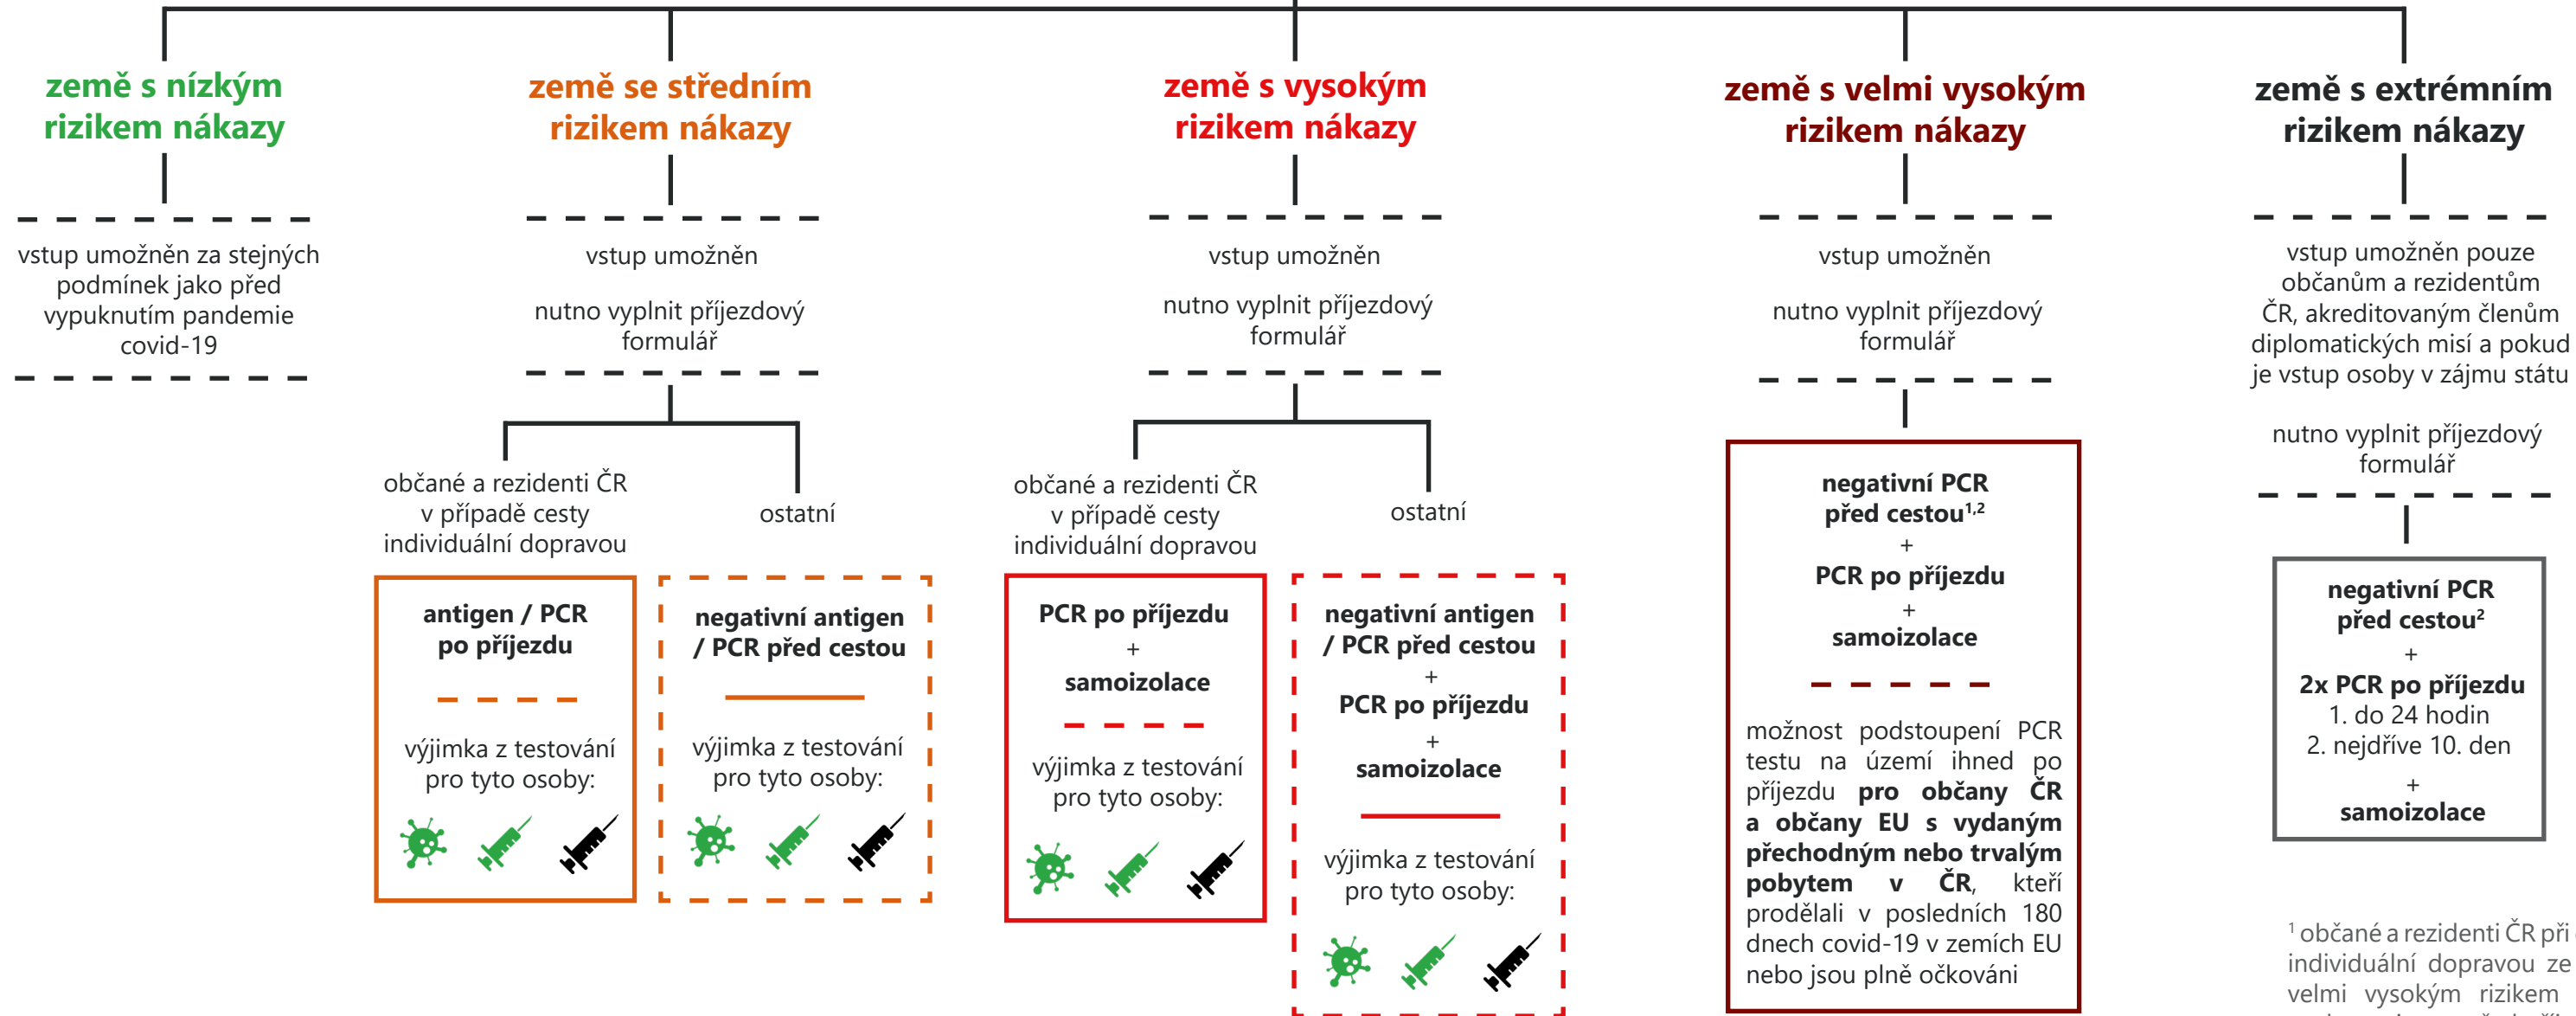 země s nízkým
rizikem nákazy
vstup umožněn za stejných
podmínek jako před
vypuknutím pandemie
covid-19
země se středním
rizikem nákazy
vstup umožněn
nutno vyplnit příjezdový
formulář
občané a rezidenti ČR
v případě cesty
individuální dopravou
antigen / PCR
po příjezdu
výjimka z testování
pro tyto osoby:
ostatní
negativní antigen
/ PCR před cestou
výjimka z testování
pro tyto osoby:
země s vysokým
rizikem nákazy
vstup umožněn
nutno vyplnit příjezdový
formulář
občané a rezidenti ČR
v případě cesty
individuální dopravou
PCR po příjezdu
+
samoizolace
výjimka z testování
pro tyto osoby:
ostatní
negativní antigen
/ PCR před cestou
+
PCR po příjezdu
+
samoizolace
výjimka z testování
pro tyto osoby:
země s velmi vysokým
rizikem nákazy
vstup umožněn
nutno vyplnit příjezdový
formulář
negativní PCR
před cestou¹,²
+
PCR po příjezdu
+
samoizolace
možnost podstoupení PCR
testu na území ihned po
příjezdu pro občany ČR
a občany EU s vydaným
přechodným nebo trvalým
pobytem v ČR, kteří
prodělali v posledních 180
dnech covid-19 v zemích EU
nebo jsou plně očkováni
země s extrémním
rizikem nákazy
vstup umožněn pouze
občanům a rezidentům
ČR, akreditovaným členům
diplomatických misí a pokud
je vstup osoby v zájmu státu
nutno vyplnit příjezdový
formulář
negativní PCR
před cestou²
+
2x PCR po příjezdu
1. do 24 hodin
2. nejdříve 10. den
+
samoizolace
¹ občané a rezidenti ČR při
individuální dopravou ze
velmi vysokým rizikem